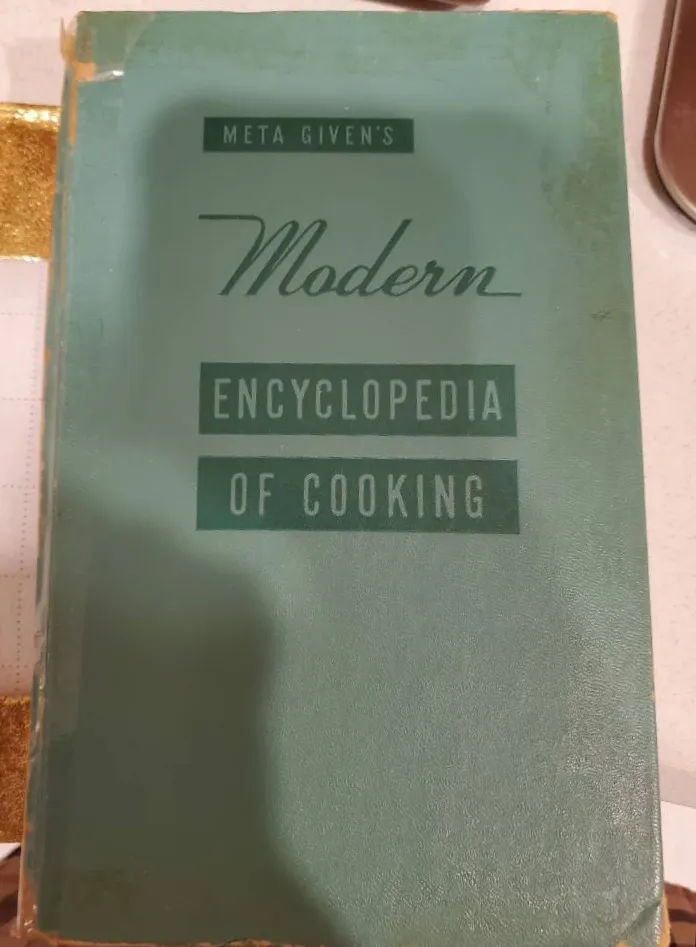 META GIVEN'S
Modern
ENCYCLOPEDIA
OF COOKING